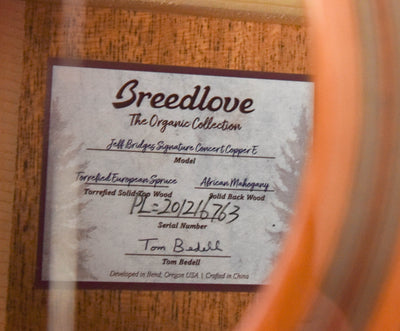 Breedlove
The Organic Collection
Jeff Bridges Signature Concert Copper E
Model
Torrefied European Spruce African Mahogany
Torrefied Solid Top Wood Solid Back Wood
PL=201216763
Serial Number
Tom Bedell
Tom Bedell
Developed in Bend, Oregon USA | Crafted in China